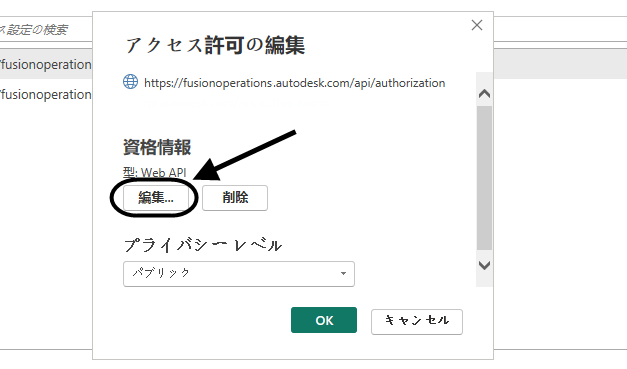 ス設定の検索
アクセス許可の編集
/fusionoperation
https://fusionoperations.autodesk.com/api/authorization
/fusionoperation
資格情報
型: Web API
編集...
削除
プライバシー レベル
パブリック
OK
キャンセル